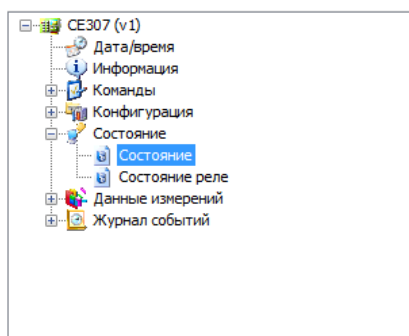 CE307 (v1)
Дата/время
Информация
Команды
Конфигурация
Состояние
Состояние
Состояние реле
Данные измерений
Журнал событий